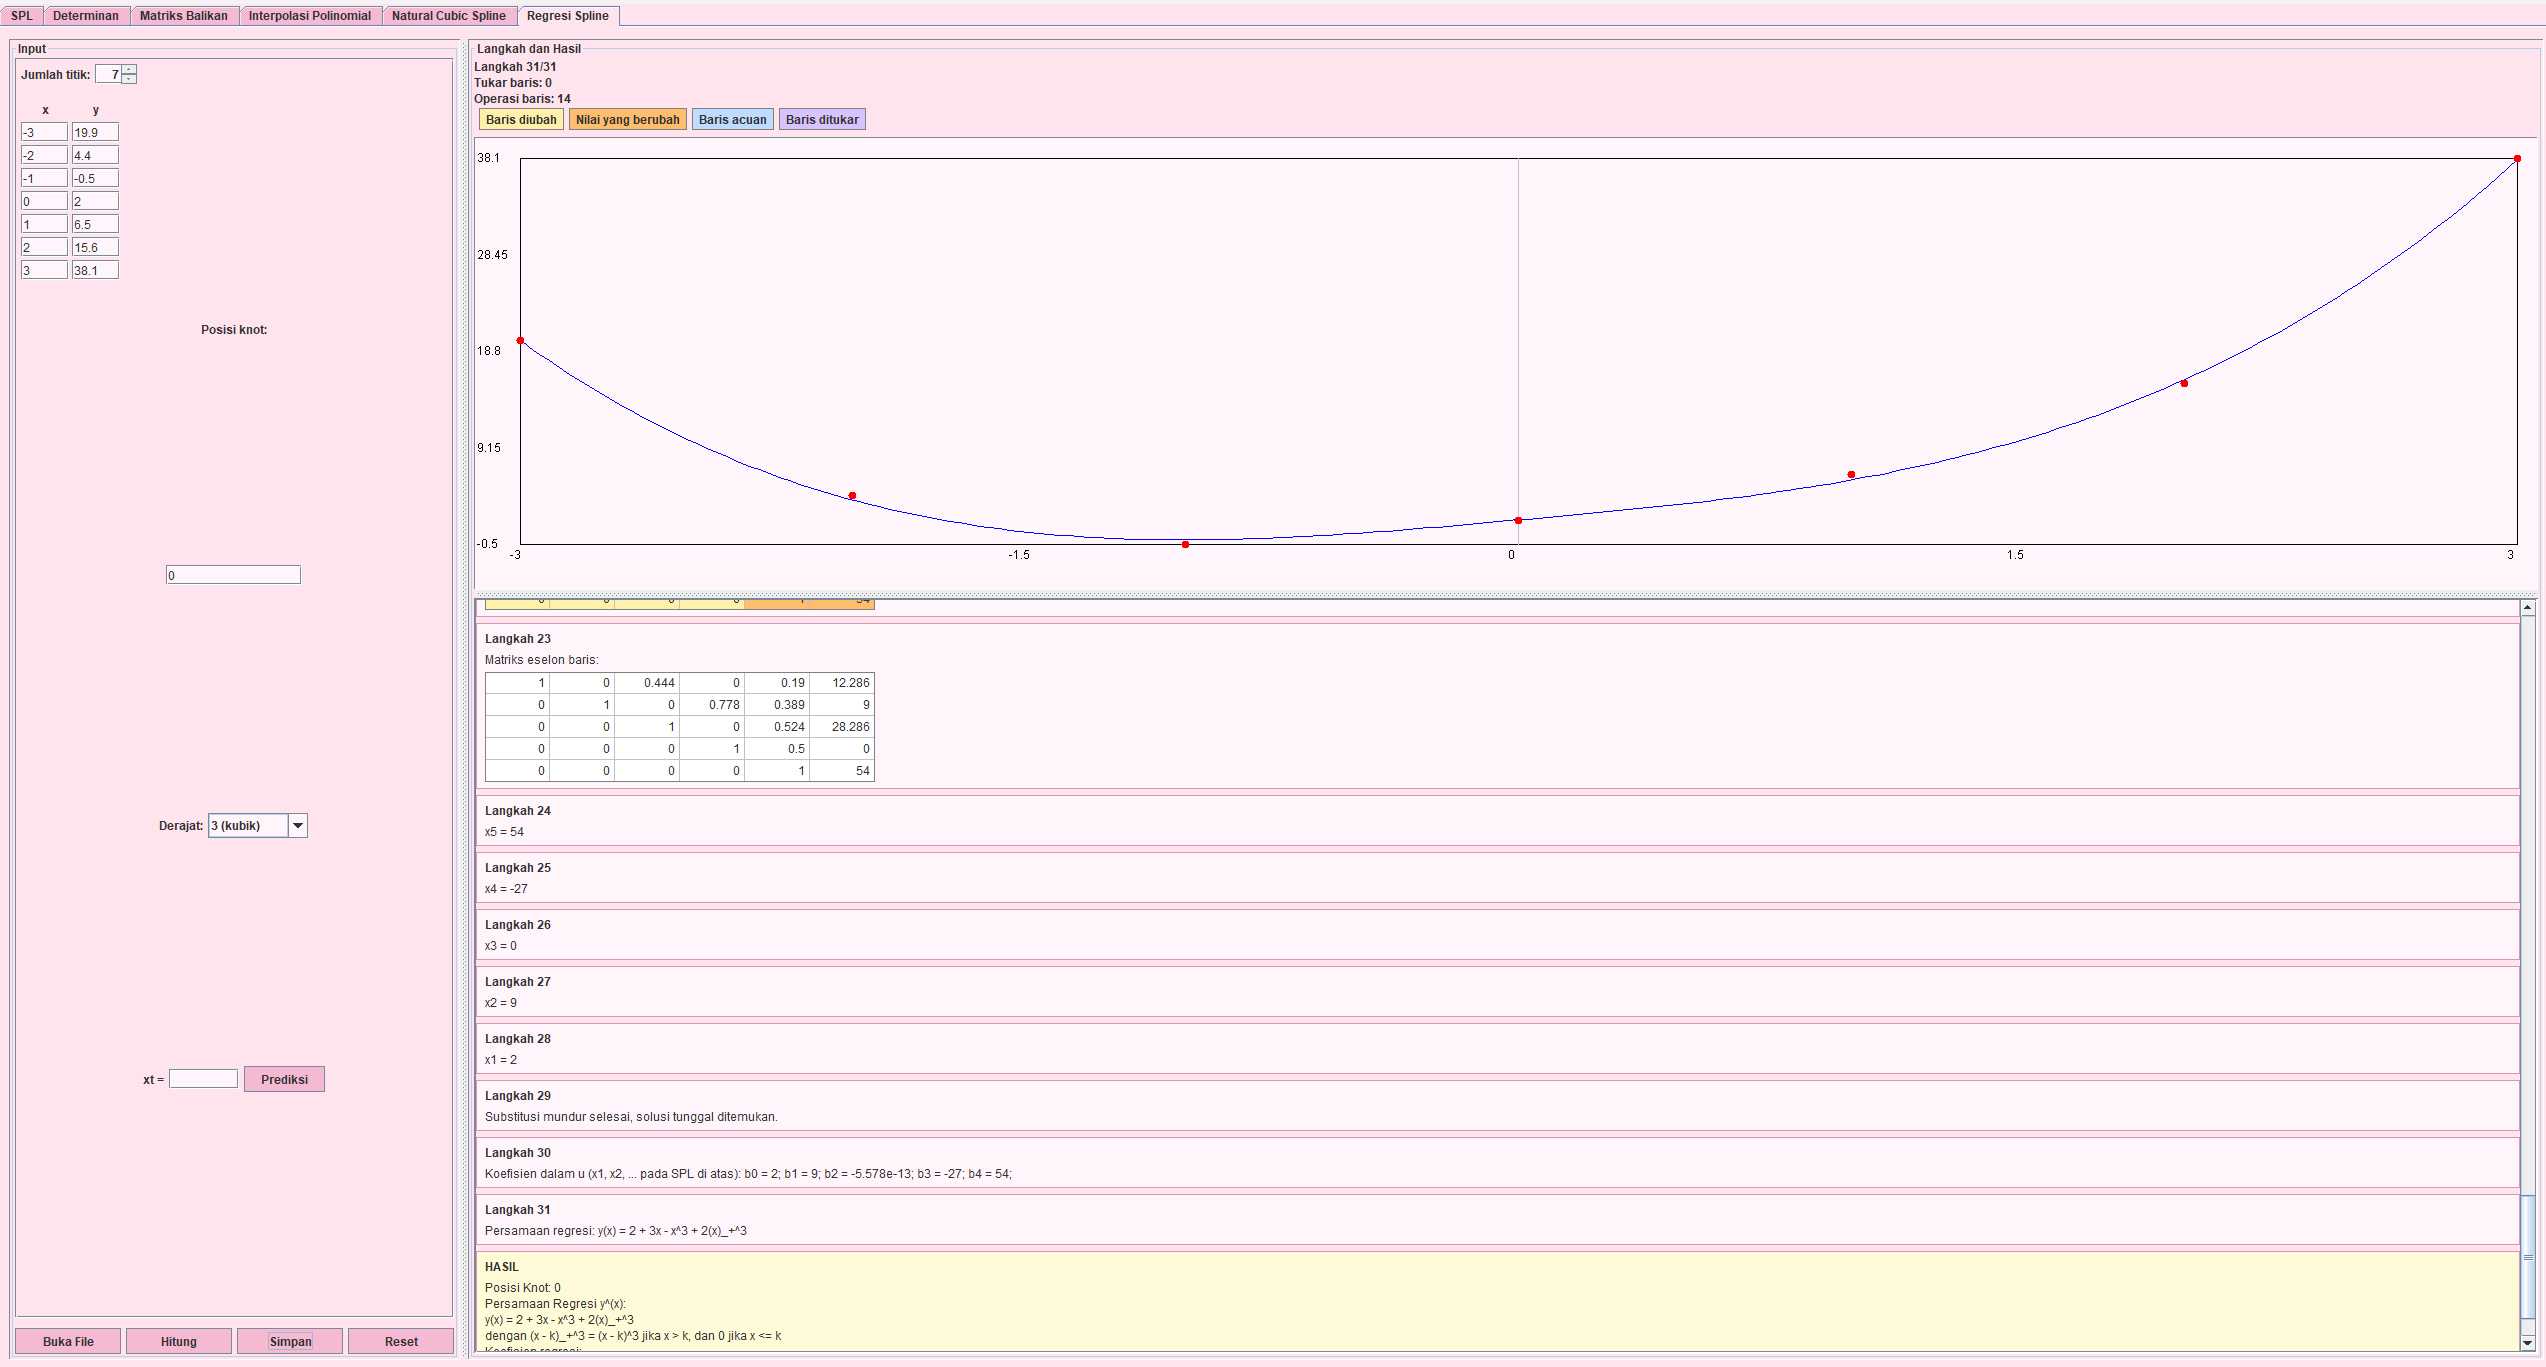 SPL Determinan Matriks Balikan Interpolasi Polinomial Natural Cubic Spline Regresi Spline
Input
Jumlah titik: 7
x y
-3 19.9
-2 4.4
-1 -0.5
0 2
1 6.5
2 15.6
3 38.1
Posisi knot:
0
Derajat: 3 (kubik)
xt = Prediksi
Buka File Hitung Simpan Reset
Langkah dan Hasil
Langkah 31/31
Tukar baris: 0
Operasi baris: 14
Baris diubah Nilai yang berubah Baris acuan Baris ditukar
38.1
28.45
18.8
9.15
-0.5
-3 -1.5 0 1.5 3
Langkah 23
Matriks eselon baris:
1 0 0.444 0 0.19 12.286
0 1 0 0.778 0.389 9
0 0 1 0 0.524 28.286
0 0 0 1 0.5 0
0 0 0 0 1 54
Langkah 24
x5 = 54
Langkah 25
x4 = -27
Langkah 26
x3 = 0
Langkah 27
x2 = 9
Langkah 28
x1 = 2
Langkah 29
Substitusi mundur selesai, solusi tunggal ditemukan.
Langkah 30
Koefisien dalam u (x1, x2, ... pada SPL di atas): b0 = 2; b1 = 9; b2 = -5.578e-13; b3 = -27; b4 = 54;
Langkah 31
Persamaan regresi: y(x) = 2 + 3x - x^3 + 2(x)_+^3
HASIL
Posisi Knot: 0
Persamaan Regresi y^(x):
y(x) = 2 + 3x - x^3 + 2(x)_+^3
dengan (x - k)_+^3 = (x - k)^3 jika x > k, dan 0 jika x <= k